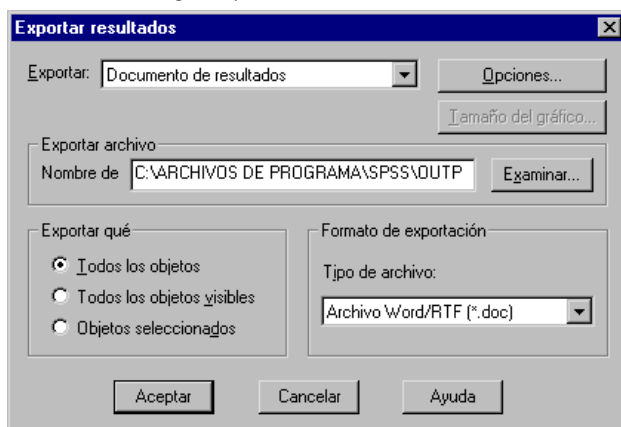 Exportar resultados
Exportar: Documento de resultados
Opciones...
Tamaño del gráfico...
Exportar archivo
Nombre de C:\ARCHIVOS DE PROGRAMA\SPSS\OUTP Examinar...
Exportar qué
Todos los objetos
Todos los objetos visibles
Objetos seleccionados
Formato de exportación
Tipo de archivo:
Archivo Word/RTF (*.doc)
Aceptar Cancelar Ayuda